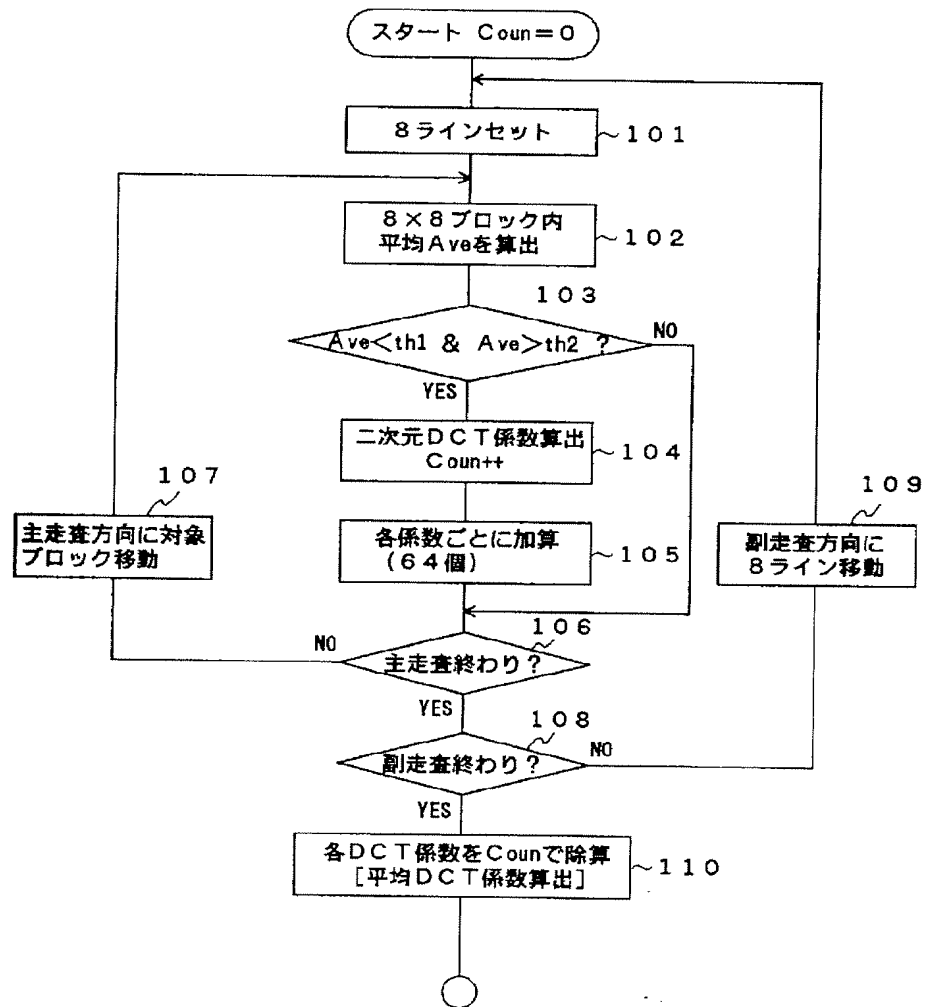 スタート Coun=0
8ラインセット
101
8×8ブロック内
平均Aveを算出
102
103
Ave<th1 & Ave>th2 ?
NO
YES
二次元DCT係数算出
Coun++
104
107
主走査方向に対象
ブロック移動
各係数ごとに加算
(64個)
105
109
副走査方向に
8ライン移動
106
NO
主走査終わり?
YES
108
副走査終わり?
NO
YES
各DCT係数をCounで除算
[平均DCT係数算出]
110